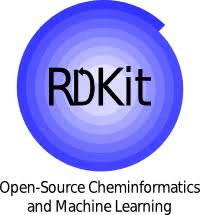 RDKit
Open-Source Cheminformatics
and Machine Learning